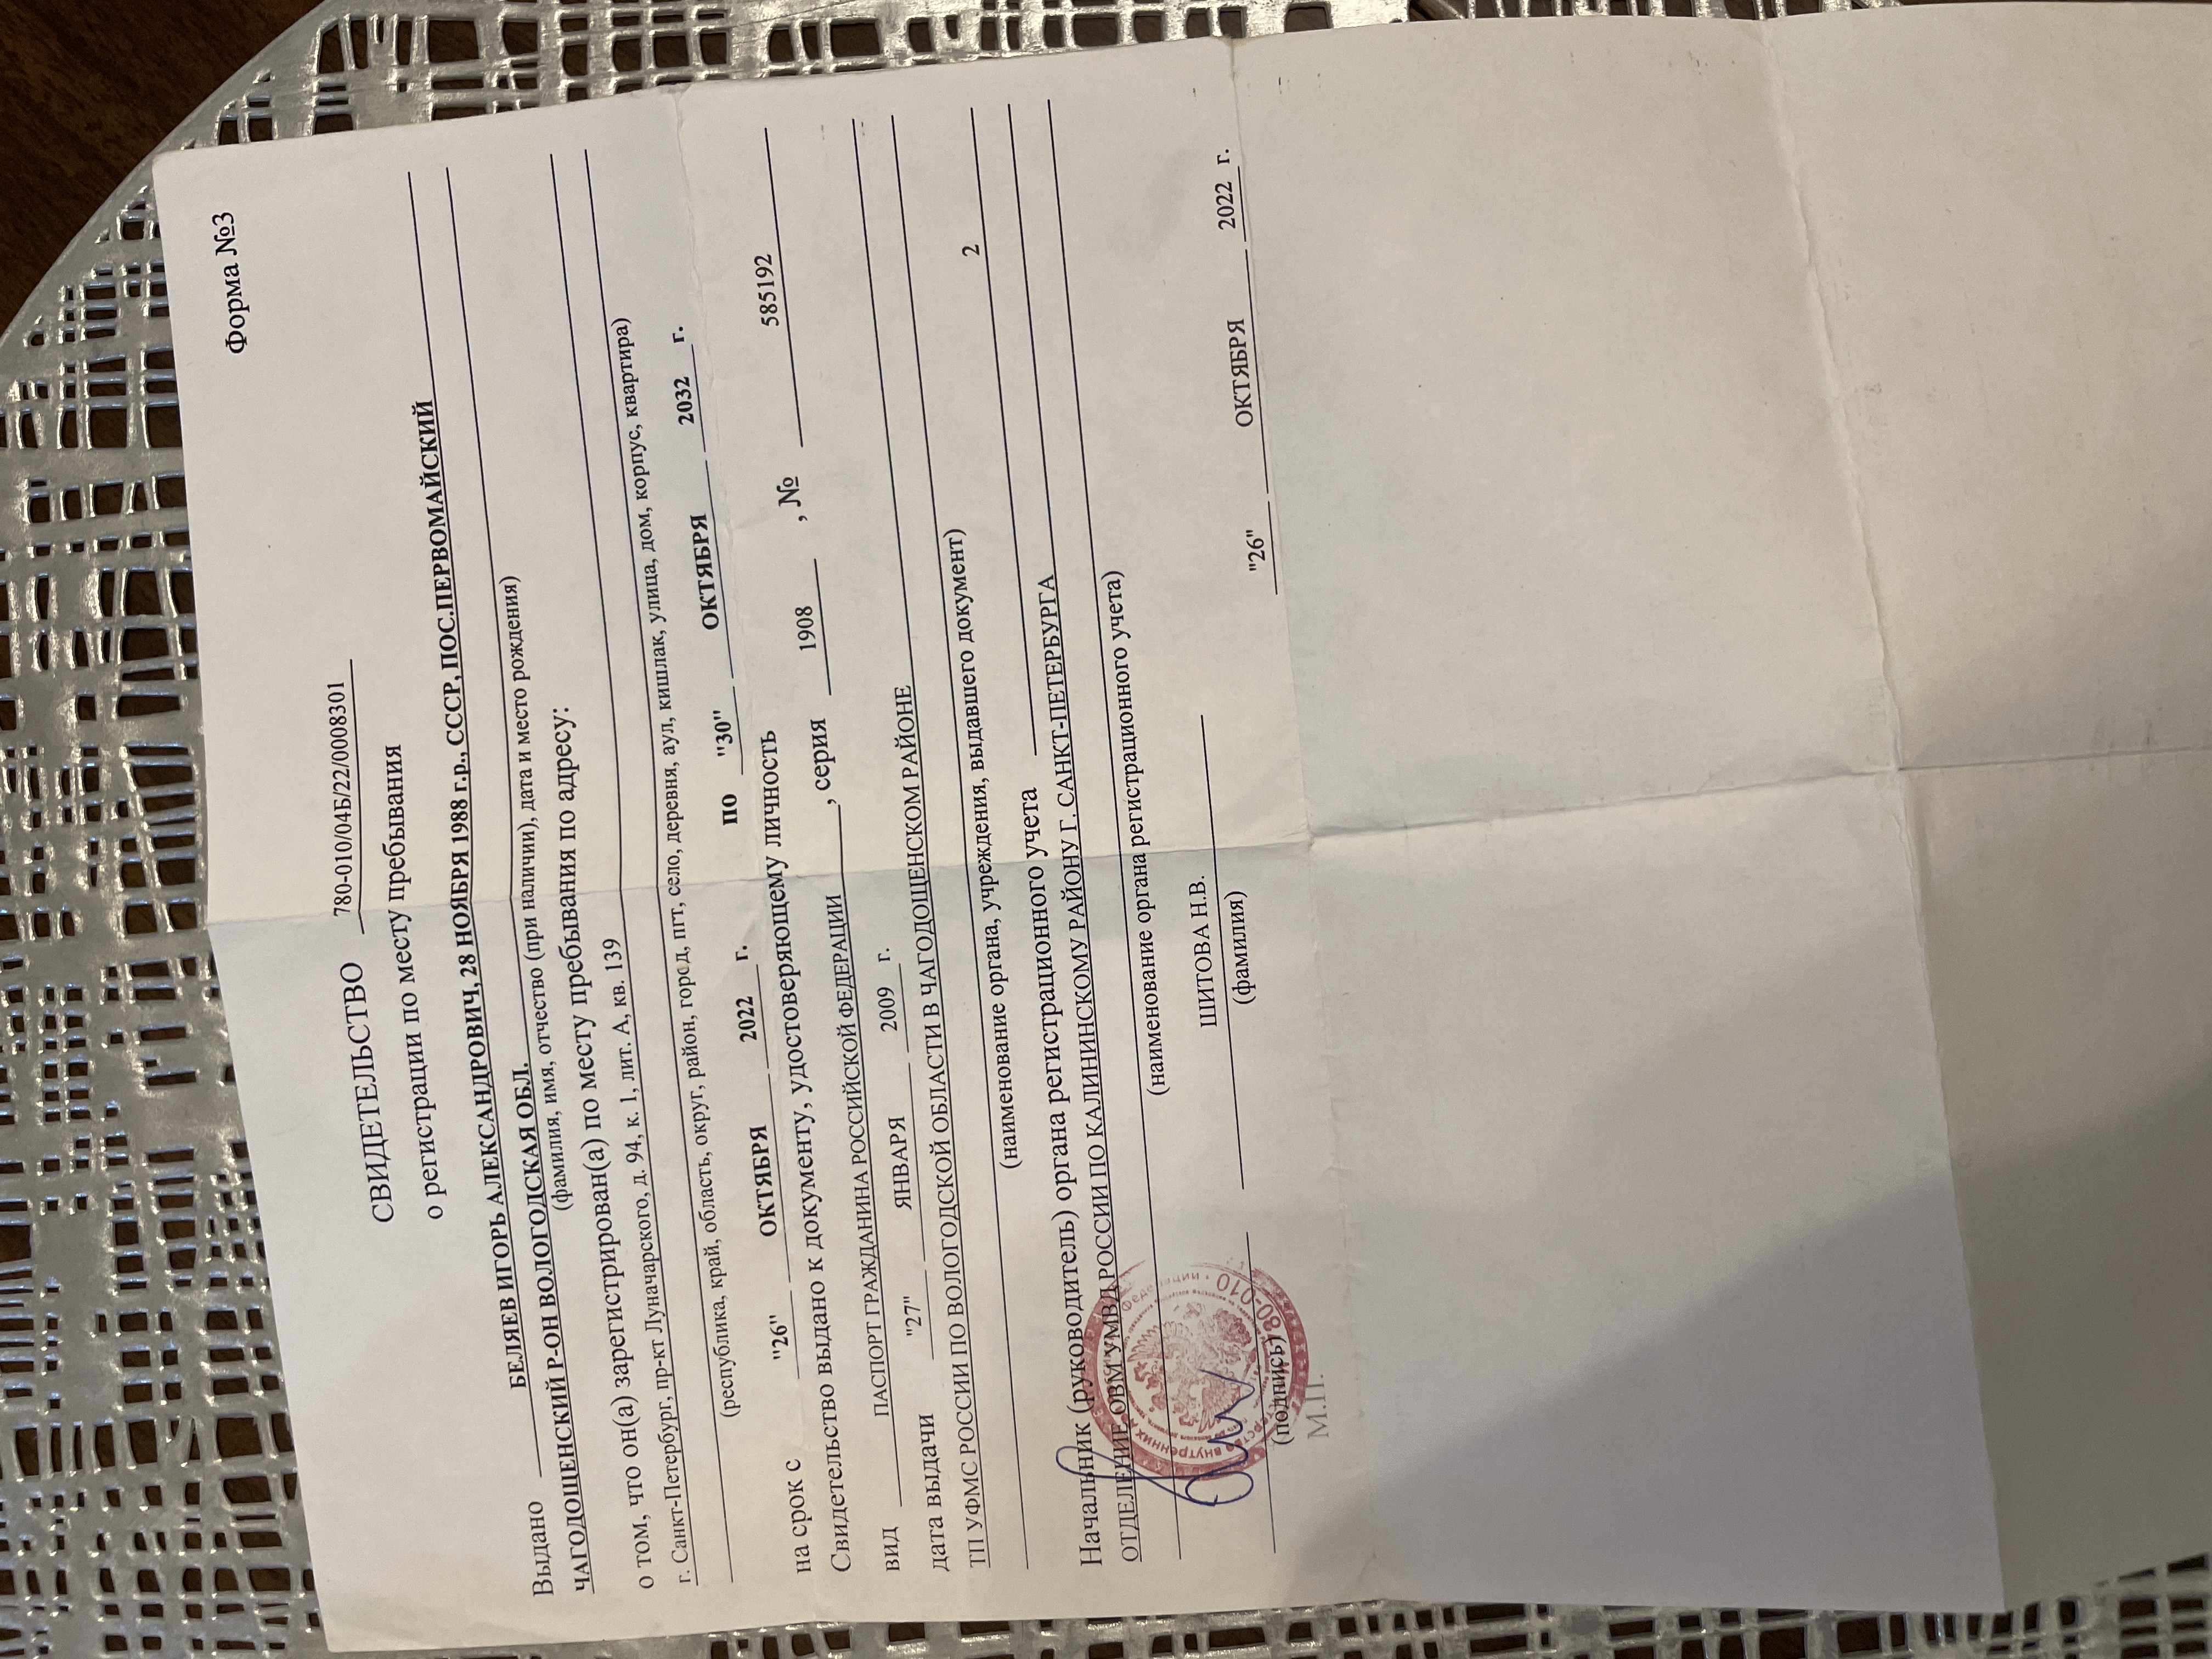 Форма №3
СВИДЕТЕЛЬСТВО 780-010/04Б/22/0008301
о регистрации по месту пребывания
Выдано БЕЛЯЕВ ИГОРЬ АЛЕКСАНДРОВИЧ, 28 НОЯБРЯ 1988 г.р., СССР, ПОС.ПЕРВОМАЙСКИЙ
ЧАГОДОЩЕНСКИЙ Р-ОН ВОЛОГОДСКАЯ ОБЛ.
(фамилия, имя, отчество (при наличии), дата и место рождения)
о том, что он(а) зарегистрирован(а) по месту пребывания по адресу:
г. Санкт-Петербург, пр-кт Луначарского, д. 94, к. 1, лит. А, кв. 139
(республика, край, область, округ, район, город, пгт, село, деревня, аул, кишлак, улица, дом, корпус, квартира)
на срок с "26" ОКТЯБРЯ 2022 г. ПО "30" ОКТЯБРЯ 2032 г.
Свидетельство выдано к документу, удостоверяющему личность
вид ПАСПОРТ ГРАЖДАНИНА РОССИЙСКОЙ ФЕДЕРАЦИИ , серия 1908 , № 585192
дата выдачи "27" ЯНВАРЯ 2009 г.
ТП УФМС РОССИИ ПО ВОЛОГОДСКОЙ ОБЛАСТИ В ЧАГОДОЩЕНСКОМ РАЙОНЕ
2
(наименование органа, учреждения, выдавшего документ)
Начальник (руководитель) органа регистрационного учета
ОТДЕЛЕНИЕ ОВМ УМВД РОССИИ ПО КАЛИНИНСКОМУ РАЙОНУ Г. САНКТ-ПЕТЕРБУРГА
(наименование органа регистрационного учета)
ШИТОВА Н.В.
(подпись) (фамилия)
М.П.
"26" ОКТЯБРЯ 2022 г.
внутренних
780-010